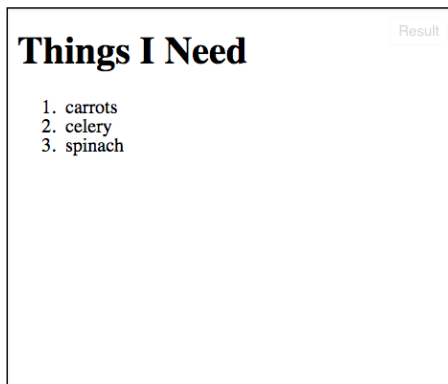 Result
Things I Need
1. carrots
2. celery
3. spinach